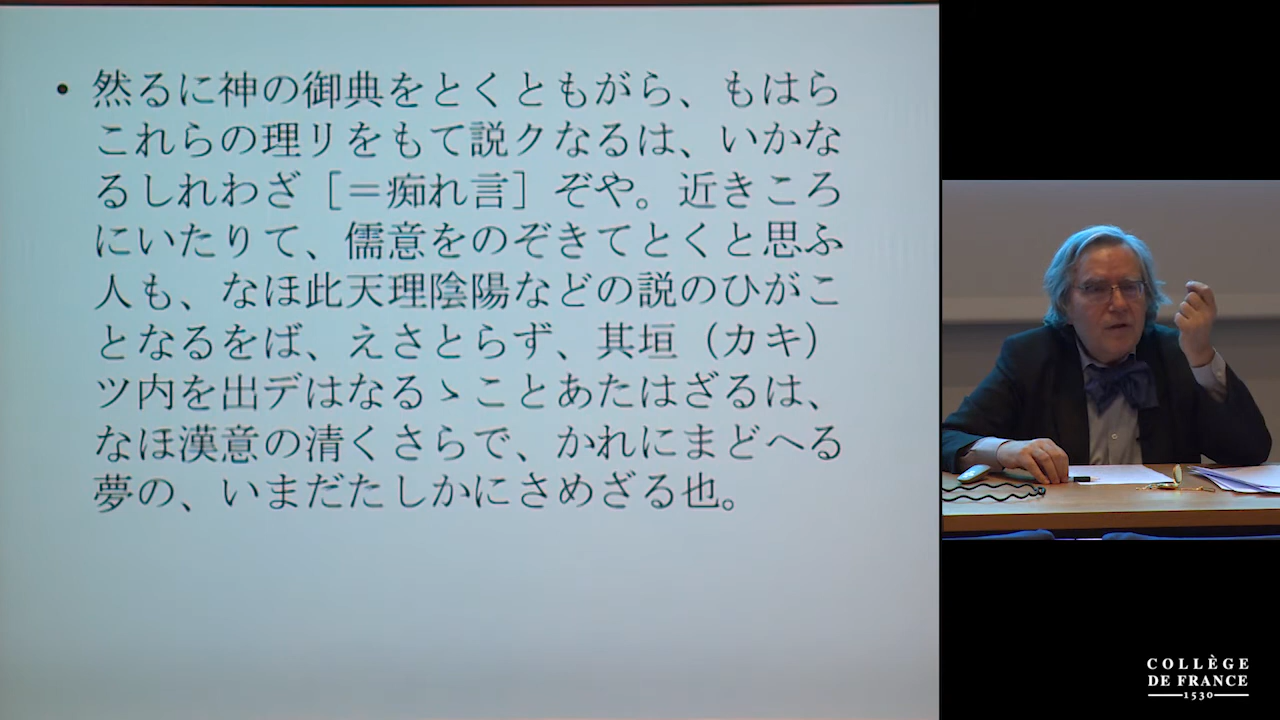 • 然るに神の御典をとくともがら、もはら
これらの理リをもて説クなるは、いかな
るしれわざ［＝痴れ言］ぞや。近きころ
にいたりて、儒意をのぞきてとくと思ふ
人も、なほ此天理陰陽などの説のひがこ
となるをば、えさとらず、其垣（カキ）
ツ内を出デはなるゝことあたはざるは、
なほ漢意の清くさらで、かれにまどへる
夢の、いまだたしかにさめざる也。
COLLÈGE
DE FRANCE
1530